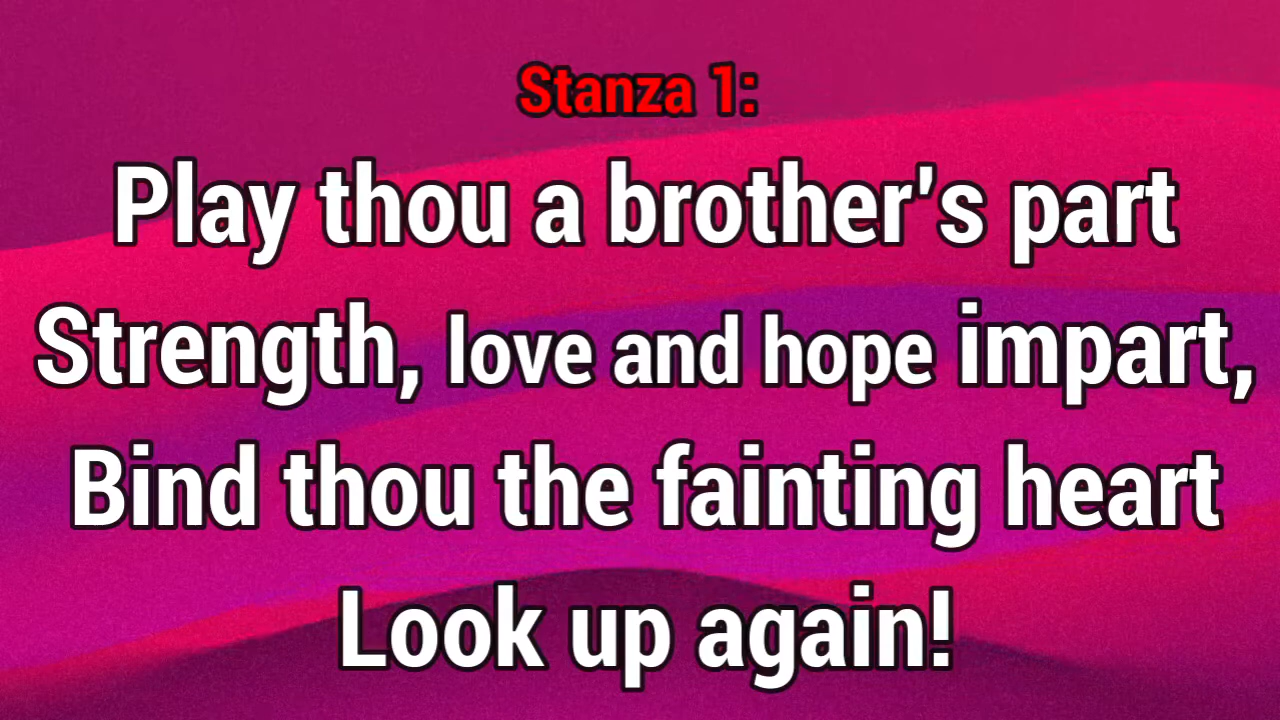 Stanza 1:
Play thou a brother's part
Strength, love and hope impart,
Bind thou the fainting heart
Look up again!